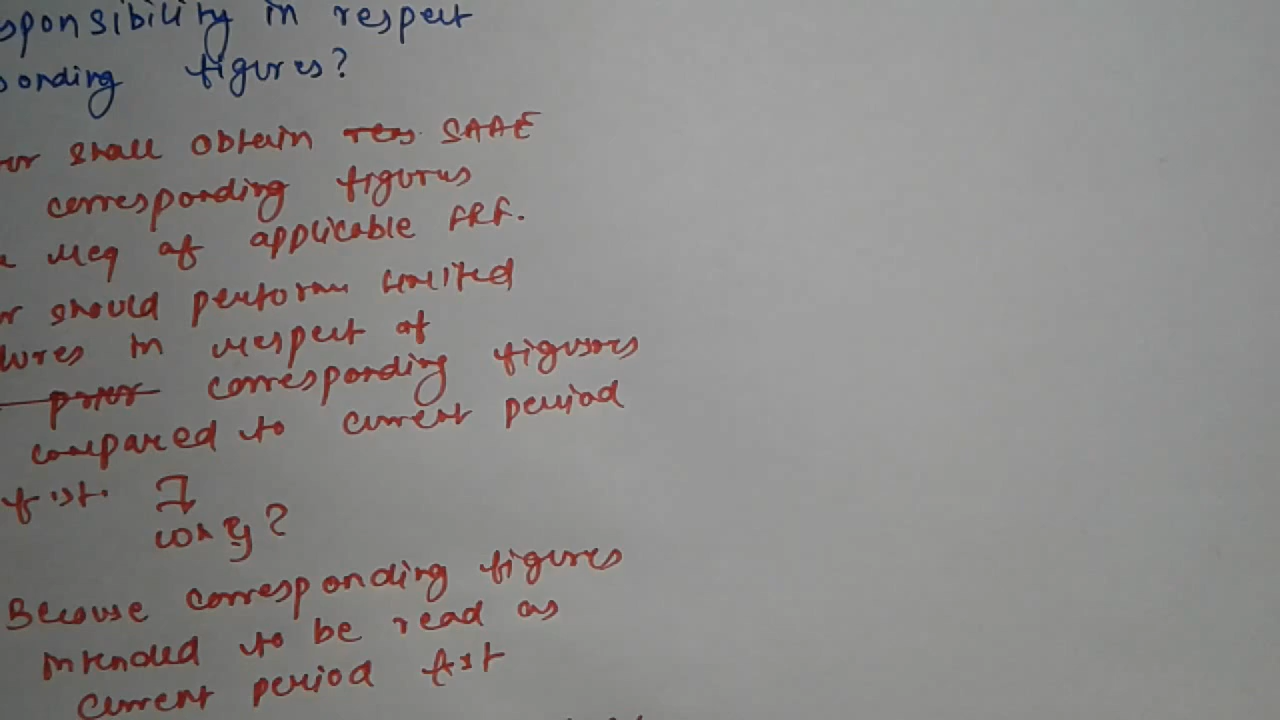 sponsibility in respect
onding figures?
shall obtain SAAE
corresponding figures
req of applicable FRF.
should perform limited
ures in respect of
prior corresponding figures
compared to current period
f.st.
why?
Because corresponding figures
intended to be read as
current period f.st